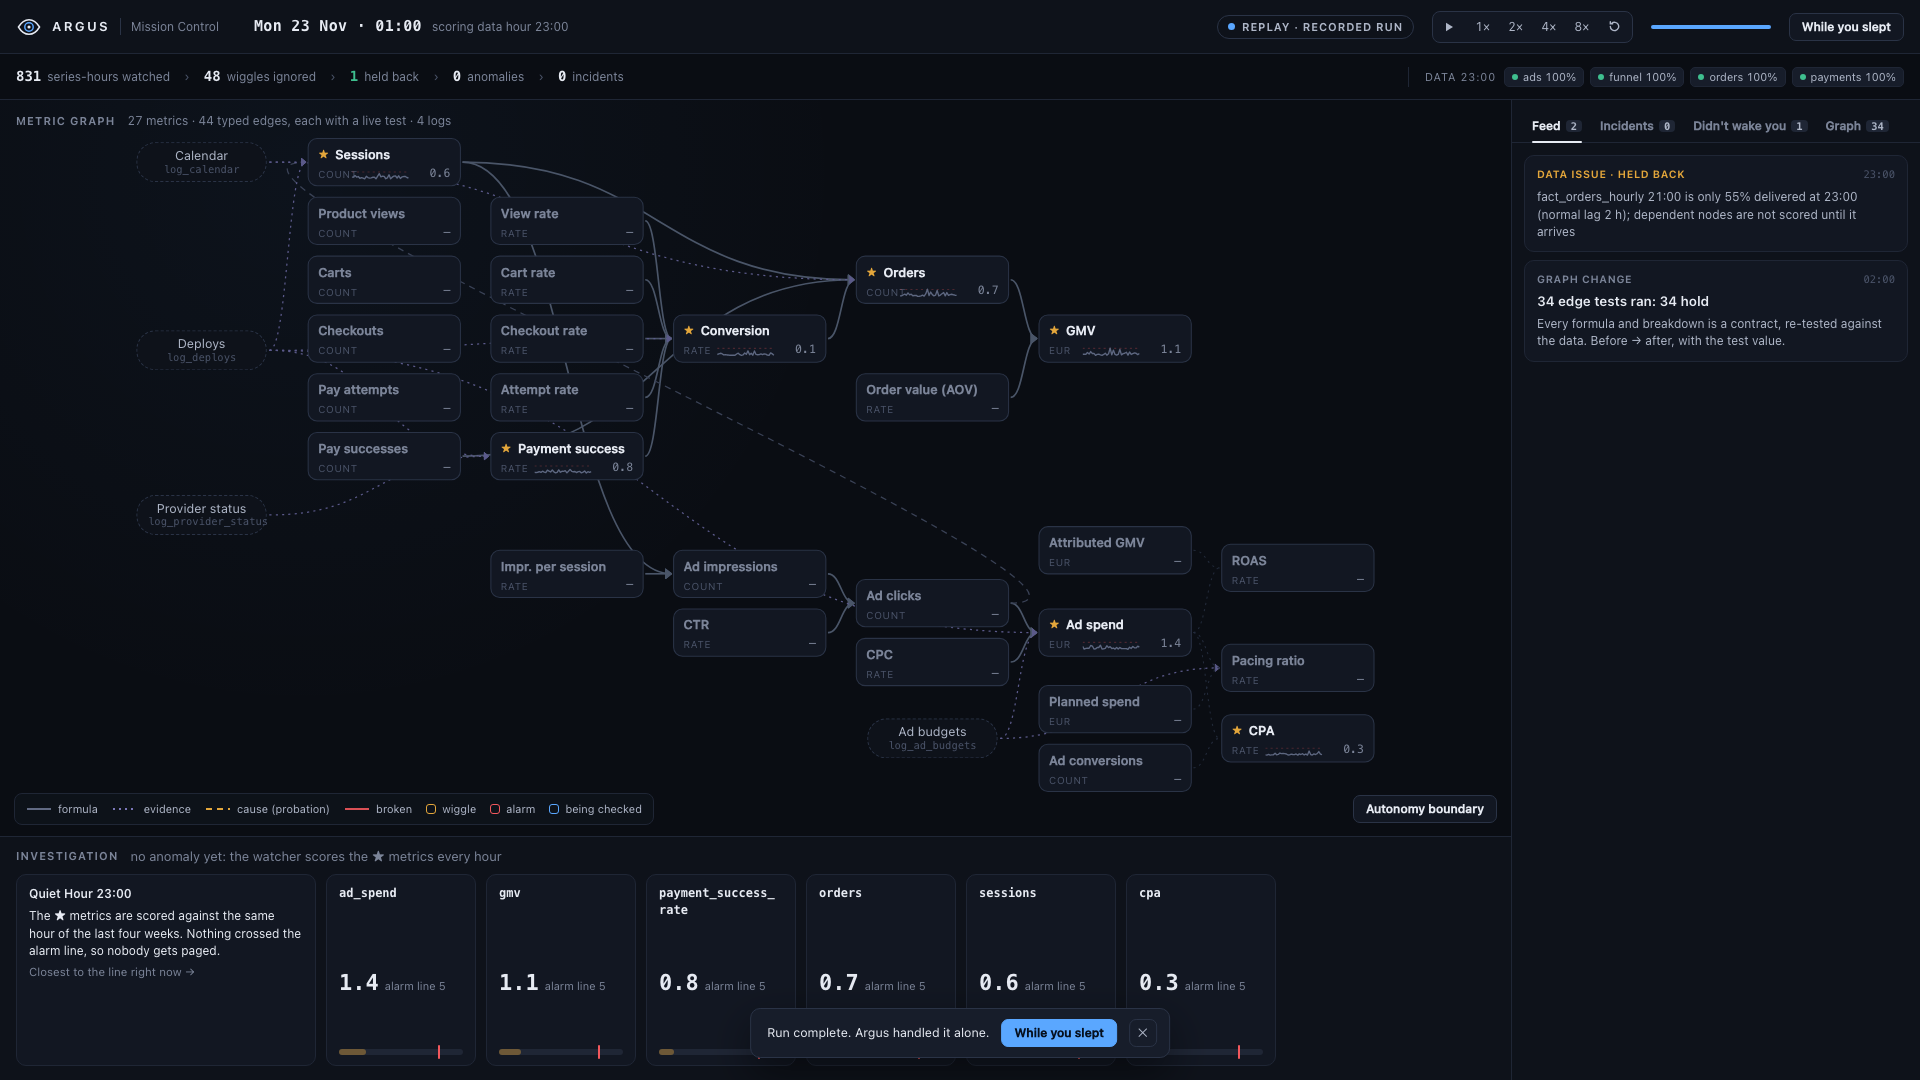 ARGUS Mission Control Mon 23 Nov · 01:00 scoring data hour 23:00 REPLAY · RECORDED RUN 1× 2× 4× 8× While you slept
831 series-hours watched › 48 wiggles ignored › 1 held back › 0 anomalies › 0 incidents DATA 23:00 ads 100% funnel 100% orders 100% payments 100%
METRIC GRAPH 27 metrics · 44 typed edges, each with a live test · 4 logs
Calendar
log_calendar
Sessions
COUNT 0.6
Product views
COUNT –
View rate
RATE –
Carts
COUNT –
Cart rate
RATE –
Orders
COUNT 0.7
Deploys
log_deploys
Checkouts
COUNT –
Checkout rate
RATE –
Conversion
RATE 0.1
GMV
EUR 1.1
Pay attempts
COUNT –
Attempt rate
RATE –
Order value (AOV)
RATE –
Pay successes
COUNT –
Payment success
RATE 0.8
Provider status
log_provider_status
Impr. per session
RATE –
Ad impressions
COUNT –
CTR
RATE –
Ad clicks
COUNT –
CPC
RATE –
Attributed GMV
EUR –
ROAS
RATE –
Ad spend
EUR 1.4
Pacing ratio
RATE –
Planned spend
EUR –
Ad budgets
log_ad_budgets
CPA
RATE 0.3
Ad conversions
COUNT –
formula evidence cause (probation) broken wiggle alarm being checked
Autonomy boundary
Feed 2 Incidents 0 Didn't wake you 1 Graph 34
DATA ISSUE · HELD BACK 23:00
fact_orders_hourly 21:00 is only 55% delivered at 23:00
(normal lag 2 h); dependent nodes are not scored until it
arrives
GRAPH CHANGE 02:00
34 edge tests ran: 34 hold
Every formula and breakdown is a contract, re-tested against
the data. Before → after, with the test value.
INVESTIGATION no anomaly yet: the watcher scores the ★ metrics every hour
Quiet Hour 23:00
The ★ metrics are scored against the same
hour of the last four weeks. Nothing crossed the
alarm line, so nobody gets paged.
Closest to the line right now →
ad_spend
1.4 alarm line 5
gmv
1.1 alarm line 5
payment_success_
rate
0.8 alarm line 5
orders
0.7 alarm line 5
sessions
0.6 alarm line 5
cpa
0.3 alarm line 5
Run complete. Argus handled it alone. While you slept